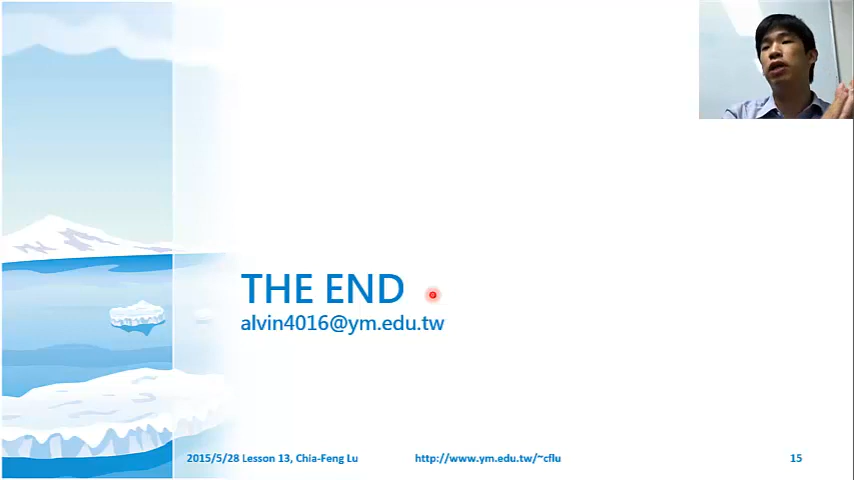 THE END
alvin4016@ym.edu.tw
2015/5/28 Lesson 13, Chia-Feng Lu
http://www.ym.edu.tw/~cflu
15